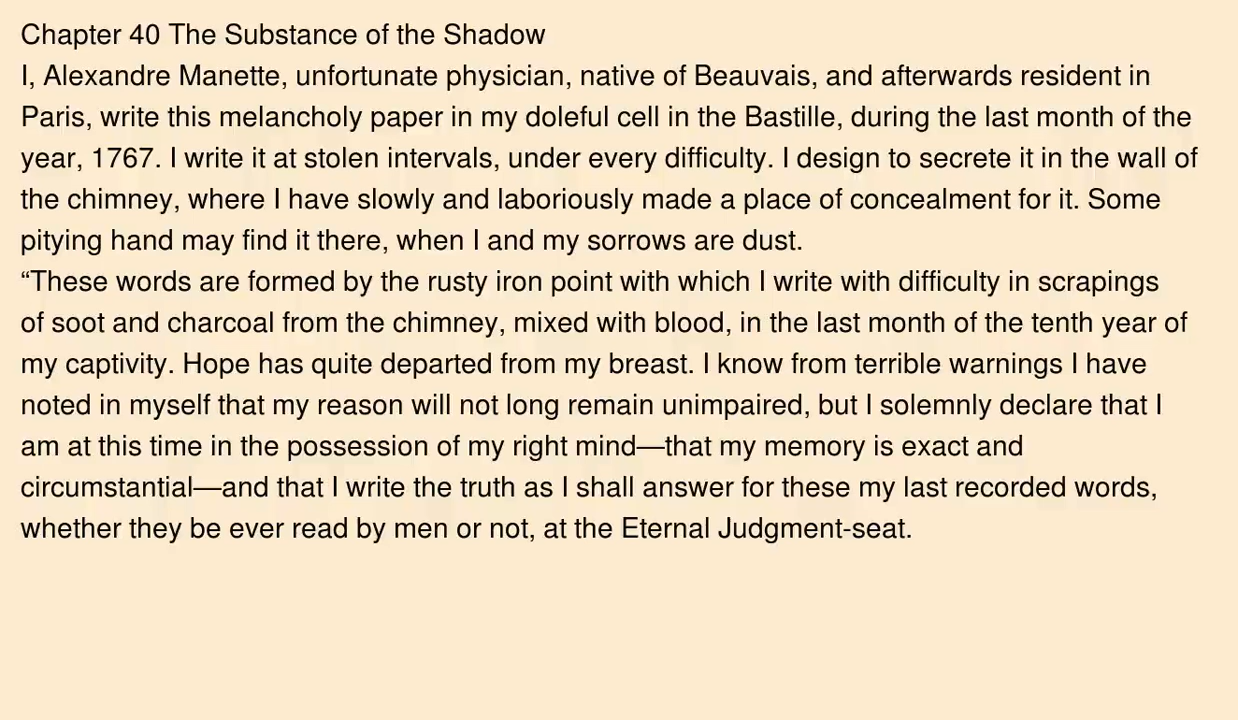 Chapter 40 The Substance of the Shadow
I, Alexandre Manette, unfortunate physician, native of Beauvais, and afterwards resident in
Paris, write this melancholy paper in my doleful cell in the Bastille, during the last month of the
year, 1767. I write it at stolen intervals, under every difficulty. I design to secrete it in the wall of
the chimney, where I have slowly and laboriously made a place of concealment for it. Some
pitying hand may find it there, when I and my sorrows are dust.
“These words are formed by the rusty iron point with which I write with difficulty in scrapings
of soot and charcoal from the chimney, mixed with blood, in the last month of the tenth year of
my captivity. Hope has quite departed from my breast. I know from terrible warnings I have
noted in myself that my reason will not long remain unimpaired, but I solemnly declare that I
am at this time in the possession of my right mind—that my memory is exact and
circumstantial—and that I write the truth as I shall answer for these my last recorded words,
whether they be ever read by men or not, at the Eternal Judgment-seat.